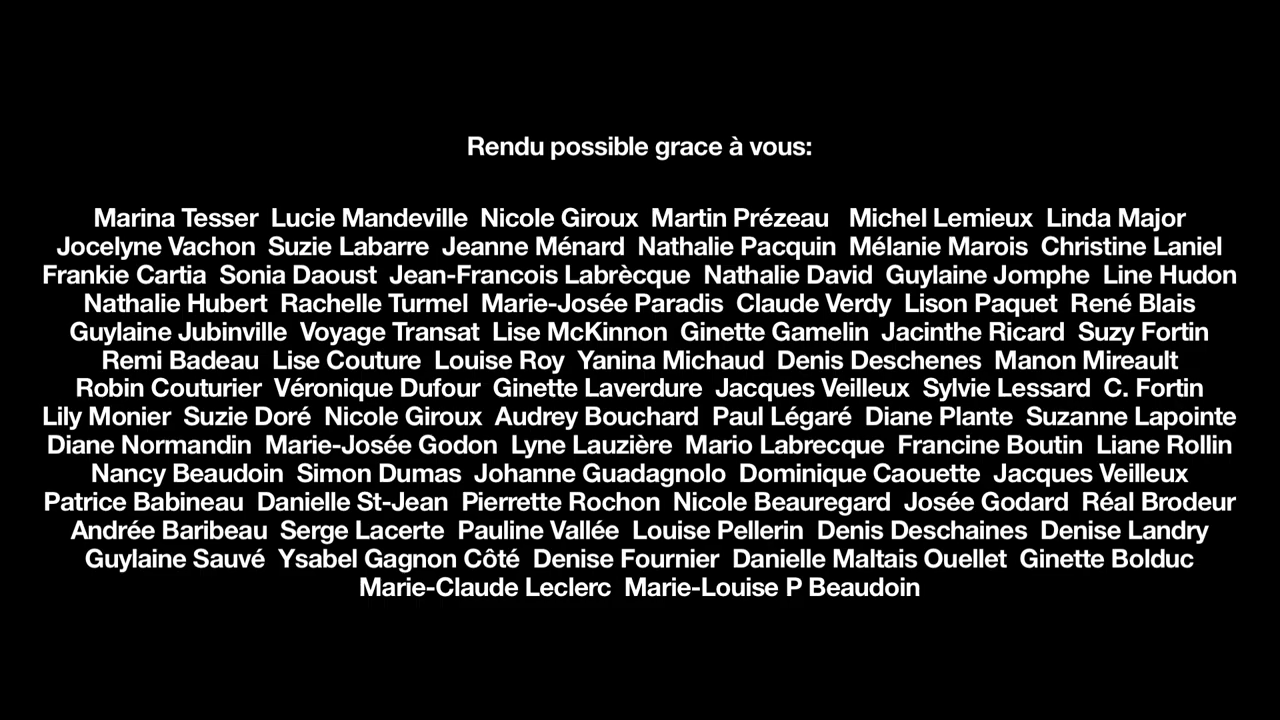 Rendu possible grace à vous:
Marina Tesser Lucie Mandeville Nicole Giroux Martin Prézeau Michel Lemieux Linda Major
Jocelyne Vachon Suzie Labarre Jeanne Ménard Nathalie Pacquin Mélanie Marois Christine Laniel
Frankie Cartia Sonia Daoust Jean-Francois Labrècque Nathalie David Guylaine Jomphe Line Hudon
Nathalie Hubert Rachelle Turmel Marie-Josée Paradis Claude Verdy Lison Paquet René Blais
Guylaine Jubinville Voyage Transat Lise McKinnon Ginette Gamelin Jacinthe Ricard Suzy Fortin
Remi Badeau Lise Couture Louise Roy Yanina Michaud Denis Deschenes Manon Mireault
Robin Couturier Véronique Dufour Ginette Laverdure Jacques Veilleux Sylvie Lessard C. Fortin
Lily Monier Suzie Doré Nicole Giroux Audrey Bouchard Paul Légaré Diane Plante Suzanne Lapointe
Diane Normandin Marie-Josée Godon Lyne Lauzière Mario Labrecque Francine Boutin Liane Rollin
Nancy Beaudoin Simon Dumas Johanne Guadagnolo Dominique Caouette Jacques Veilleux
Patrice Babineau Danielle St-Jean Pierrette Rochon Nicole Beauregard Josée Godard Réal Brodeur
Andrée Baribeau Serge Lacerte Pauline Vallée Louise Pellerin Denis Deschaines Denise Landry
Guylaine Sauvé Ysabel Gagnon Côté Denise Fournier Danielle Maltais Ouellet Ginette Bolduc
Marie-Claude Leclerc Marie-Louise P Beaudoin